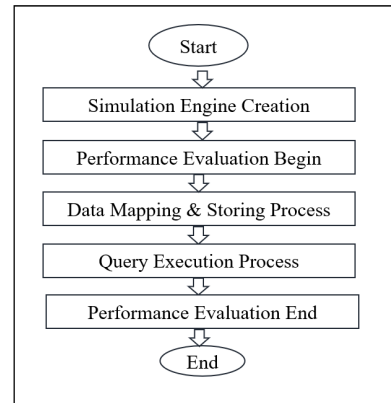 Start
Simulation Engine Creation
Performance Evaluation Begin
Data Mapping & Storing Process
Query Execution Process
Performance Evaluation End
End